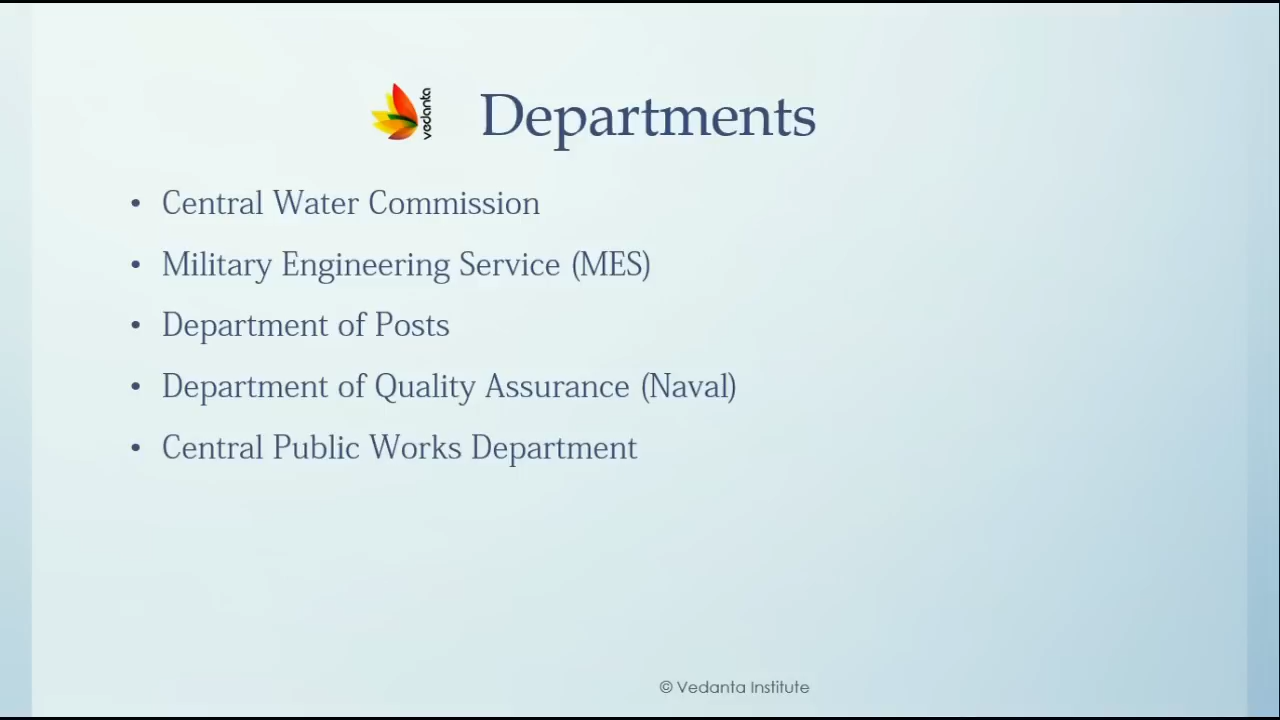 vedanta
Departments
• Central Water Commission
• Military Engineering Service (MES)
• Department of Posts
• Department of Quality Assurance (Naval)
• Central Public Works Department
© Vedanta Institute